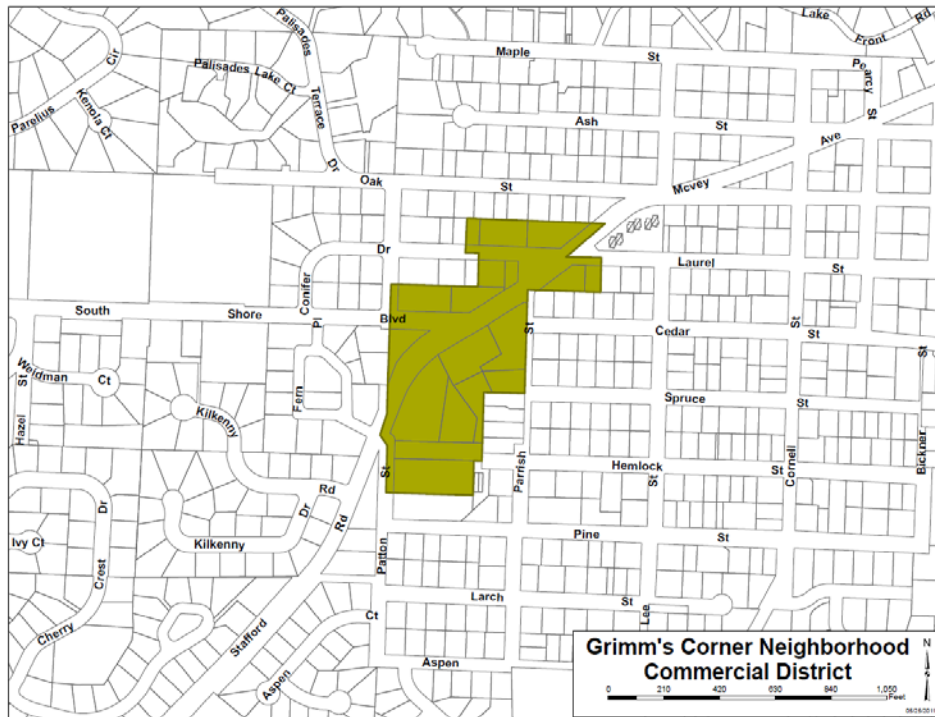 Lake
Front
Rd
Palisades
Terrace
Dr
Maple
St
Cir
Palisades Lake Ct
Pearcy
St
Parelius
Kenola Ct
Ash
St
Ave
Oak
St
Mcvey
Dr
Conifer
Laurel
St
South
Shore
Pl
Blvd
St
Cedar
St
St
St
Weidman
Ct
Hazel
St
Fern
Spruce
St
Kilkenny
Rd
St
Parrish
Hemlock
St
St
Cornell
Bickner
Dr
Dr
Rd
Ivy Ct
Kilkenny
Patton
Pine
St
Crest
Larch
St
Lee
Cherry
Stafford
Ct
Aspen
Aspen
Grimm's Corner Neighborhood
Commercial District
N
0 210 420 630 840 1,050
Feet